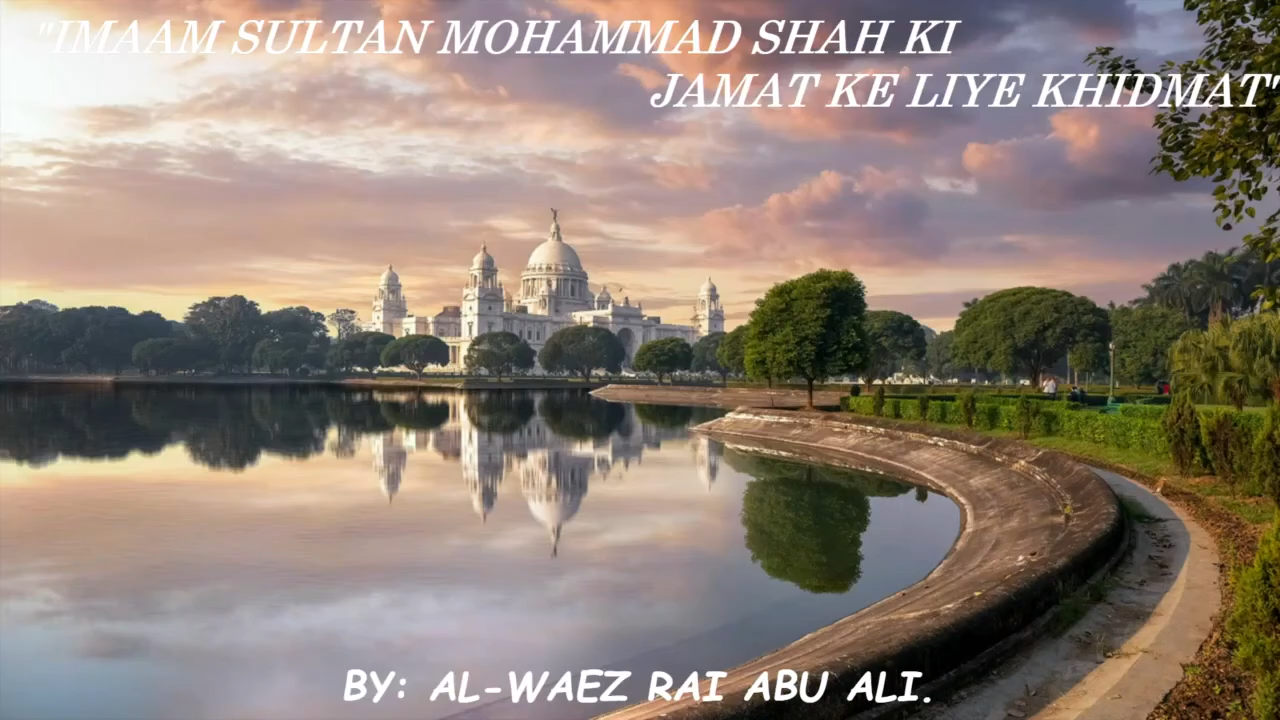 "IMAAM SULTAN MOHAMMAD SHAH KI
JAMAT KE LIYE KHIDMAT"
BY: AL-WAEZ RAI ABU ALI.